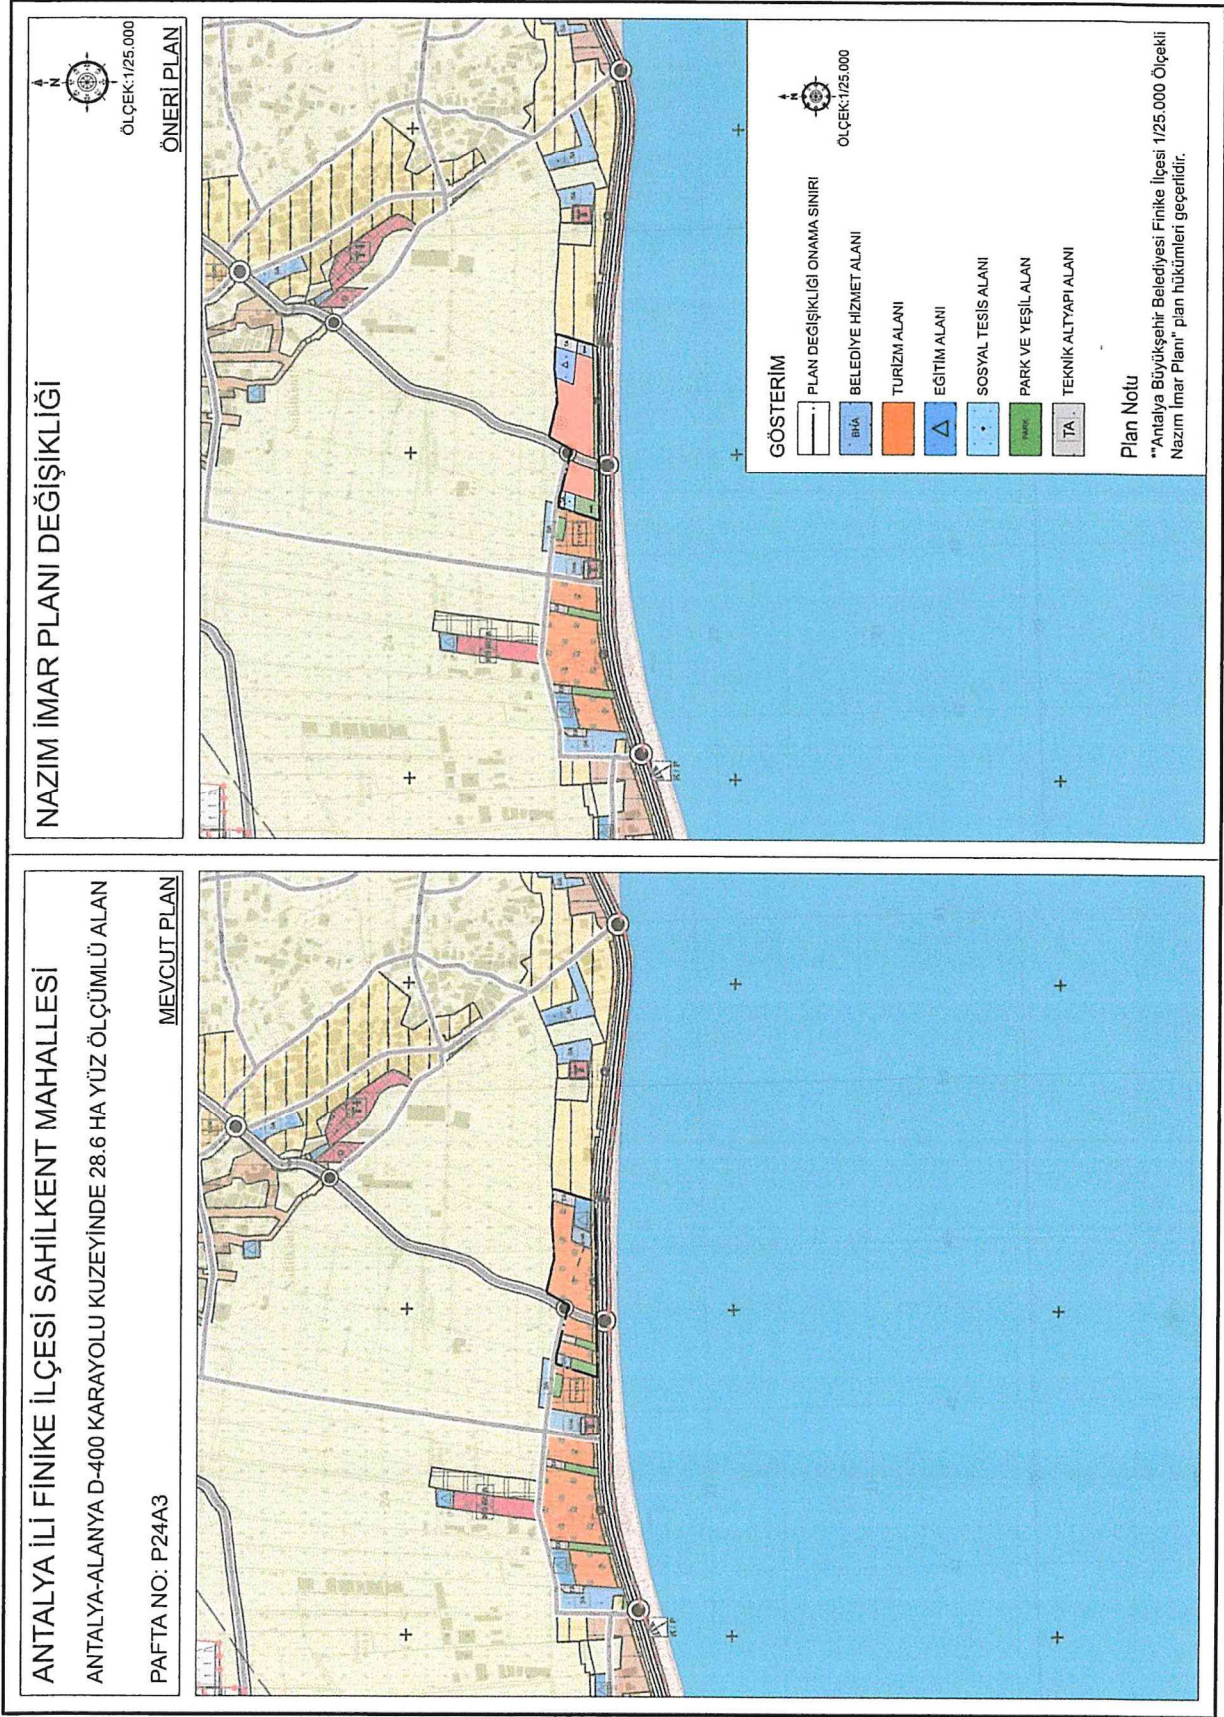 ANTALYA İLİ FİNİKE İLÇESİ SAHİLKENT MAHALLESİ
ANTALYA-ALANYA D-400 KARAYOLU KUZEYİNDE 28.6 HA YÜZ ÖLÇÜMLÜ ALAN
PAFTA NO: P24A3
MEVCUT PLAN
NAZIM İMAR PLANI DEĞİŞİKLİĞİ
N
ÖLÇEK:1/25.000
ÖNERİ PLAN
GÖSTERİM
N
ÖLÇEK:1/25.000
PLAN DEĞİŞİKLİĞİ ONAMA SINIRI
BHA BELEDİYE HİZMET ALANI
TURİZM ALANI
EĞİTİM ALANI
SOSYAL TESİS ALANI
PARK PARK VE YEŞİL ALAN
TA TEKNİK ALTYAPI ALANI
Plan Notu
""Antalya Büyükşehir Belediyesi Finike İlçesi 1/25.000 Ölçekli
Nazım İmar Planı" plan hükümleri geçerlidir.